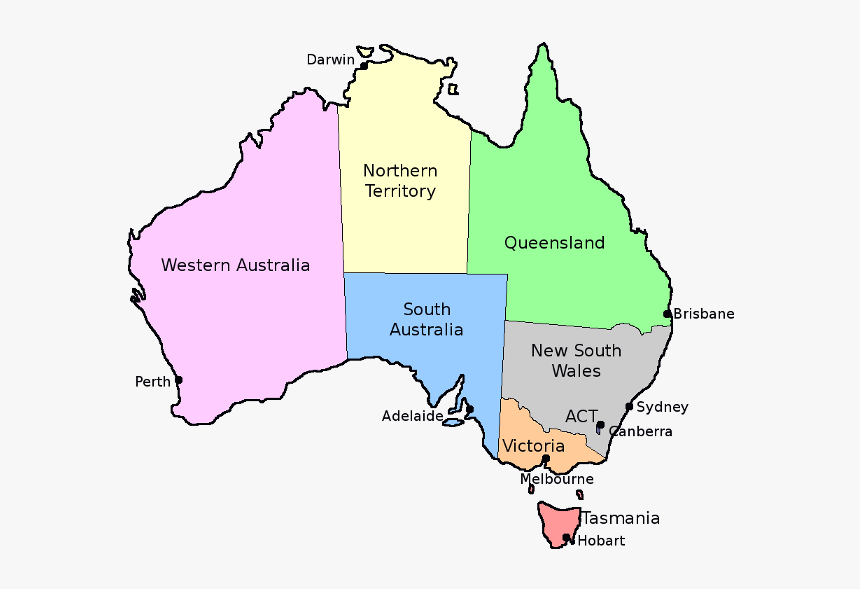 Darwin
Northern
Territory
Queensland
Western Australia
South
Australia
Brisbane
New South
Wales
Perth
Adelaide
Sydney
ACT
Canberra
Victoria
Melbourne
Tasmania
Hobart